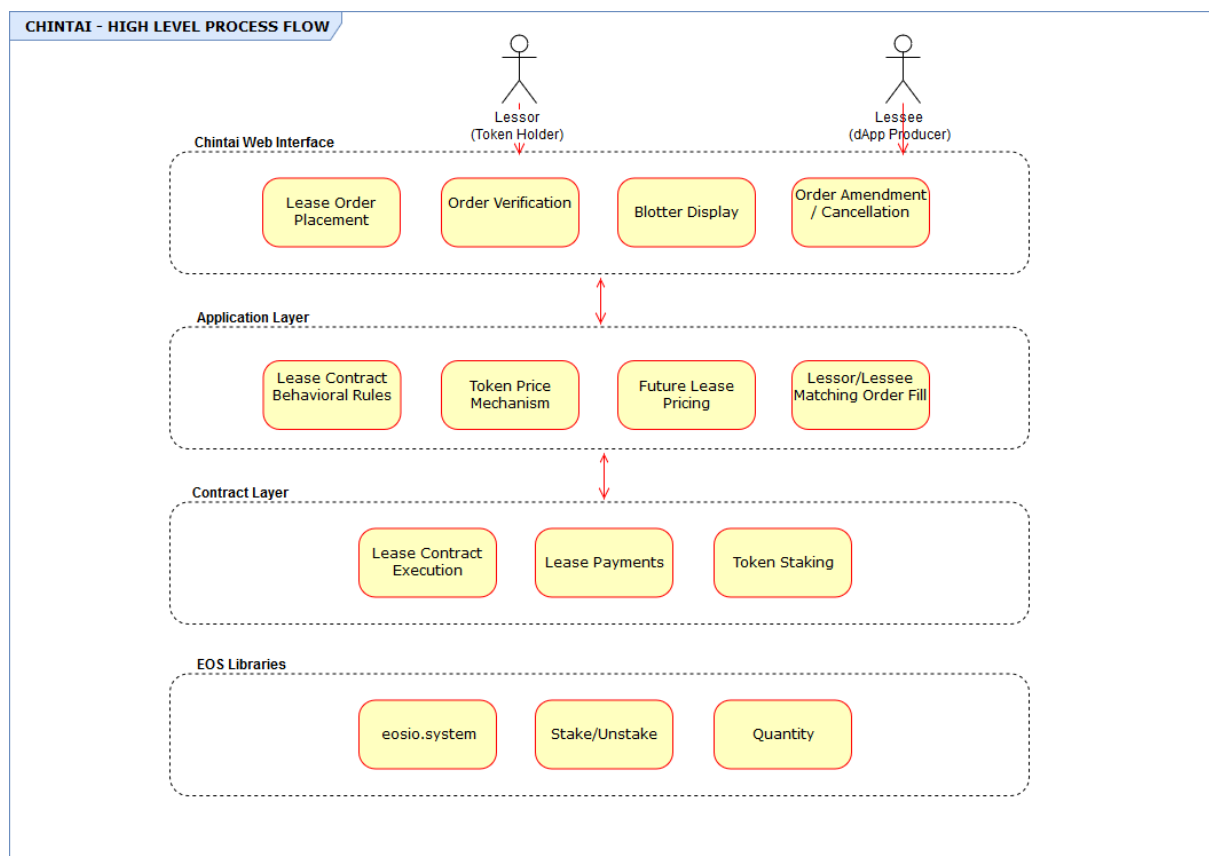 CHINTAI - HIGH LEVEL PROCESS FLOW
Lessor
(Token Holder)
Lessee
(dApp Producer)
Chintai Web Interface
Lease Order
Placement
Order Verification
Blotter Display
Order Amendment
/ Cancellation
Application Layer
Lease Contract
Behavioral Rules
Token Price
Mechanism
Future Lease
Pricing
Lessor/Lessee
Matching Order Fill
Contract Layer
Lease Contract
Execution
Lease Payments
Token Staking
EOS Libraries
eosio.system
Stake/Unstake
Quantity